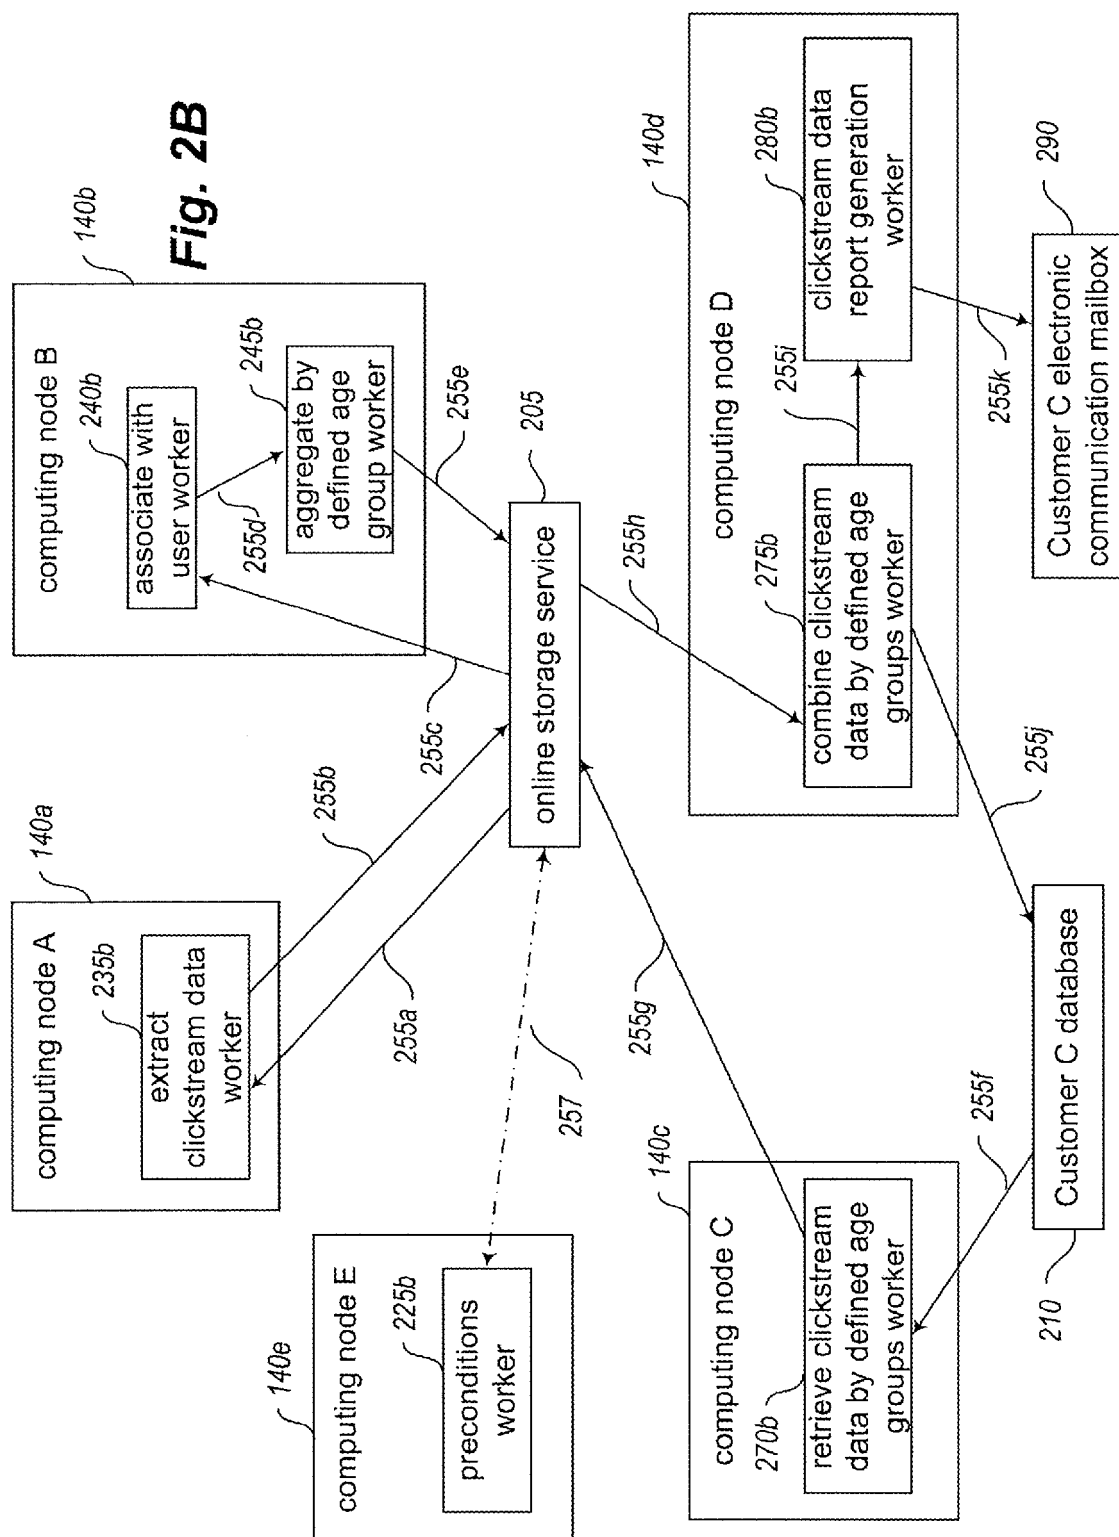 Fig. 2B
computing node E
140e
225b
preconditions
worker
computing node A
140a
235b
extract
clickstream data
worker
computing node B
140b
240b
associate with
user worker
255d
245b
aggregate by
defined age
group worker
255e
255b
255c
255a
257
205
online storage service
255g
255h
computing node C
140c
270b
retrieve clickstream
data by defined age
groups worker
computing node D
140d
275b
combine clickstream
data by defined age
groups worker
255i
280b
clickstream data
report generation
worker
255f
255j
255k
210
Customer C database
290
Customer C electronic
communication mailbox